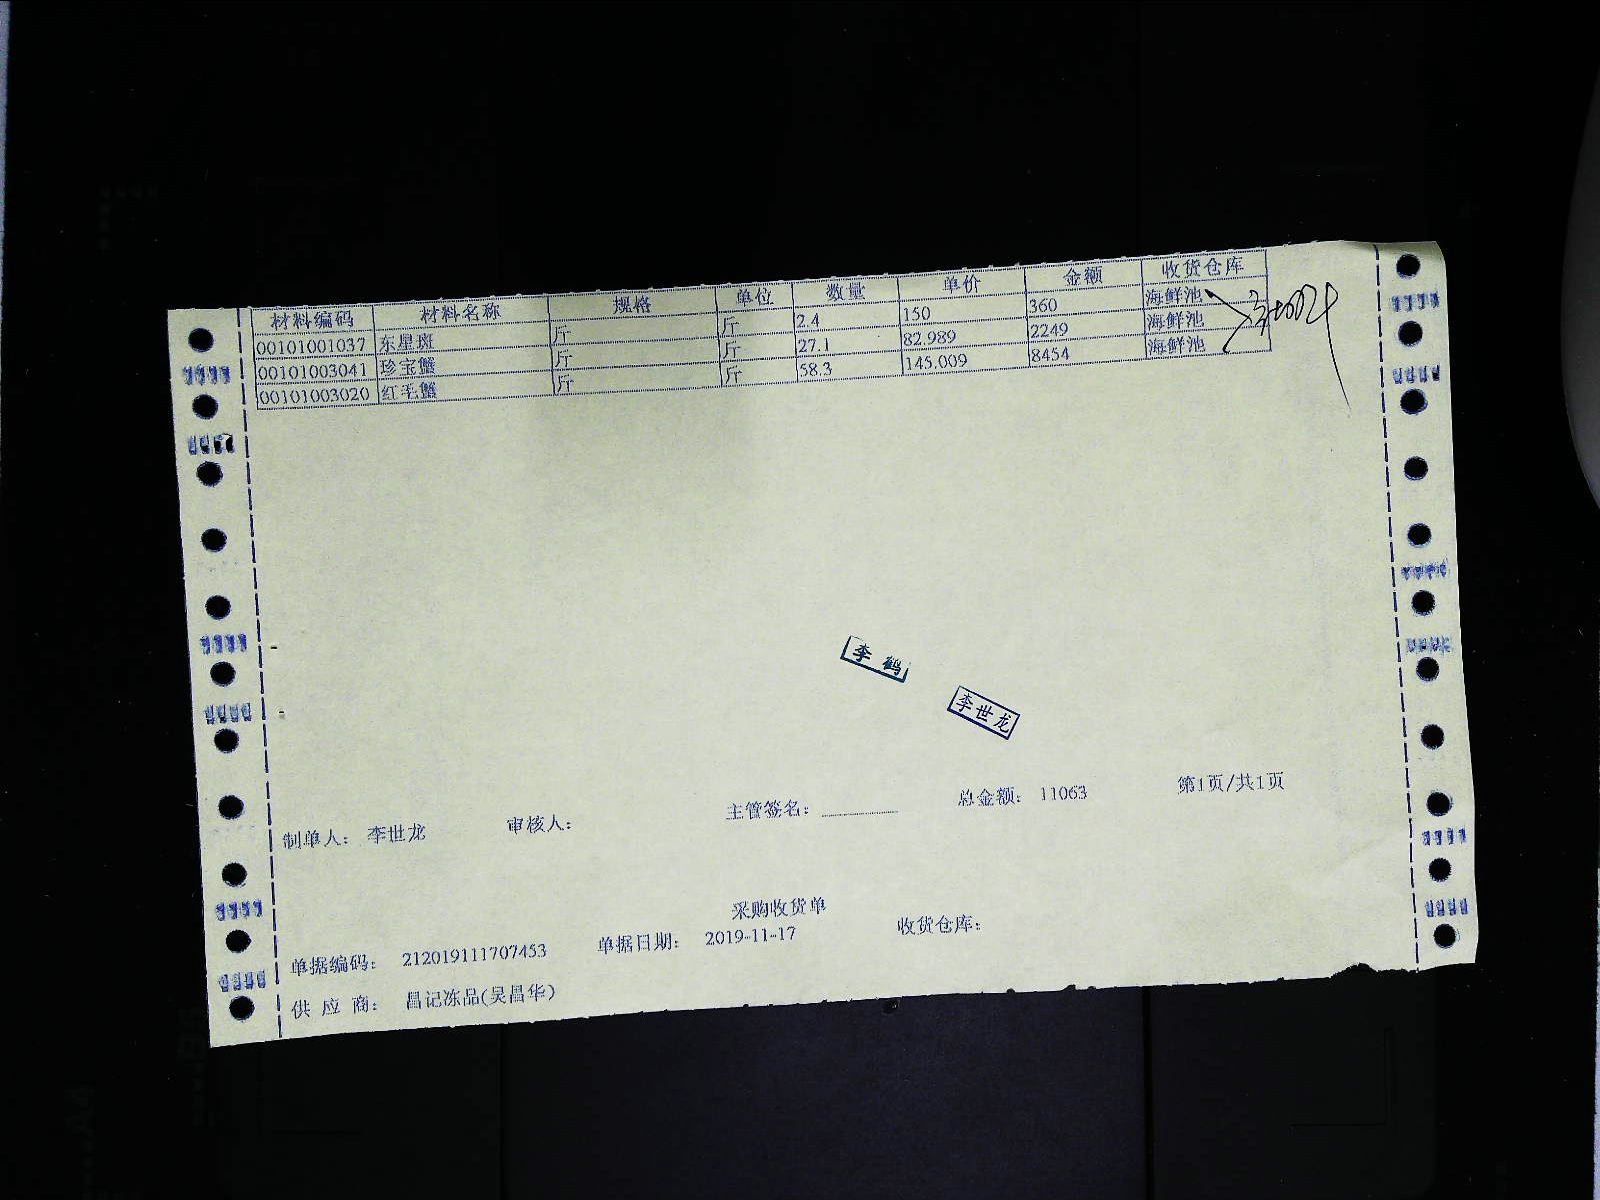 材料编码 材料名称 规格 单位 数量 单价 金额 收货仓库
00101001037 东星斑 斤 斤 2.4 150 360 海鲜池
00101003041 珍宝蟹 斤 斤 27.1 82.989 2249 海鲜池
00101003020 红毛蟹 斤 斤 58.3 145.009 8454 海鲜池
李鹤
李世龙
制单人: 李世龙 审核人: 主管签名: 总金额: 11063 第1页/共1页
采购收货单
单据编码: 212019111707453 单据日期: 2019-11-17 收货仓库:
供应商: 昌记冻品(吴昌华)